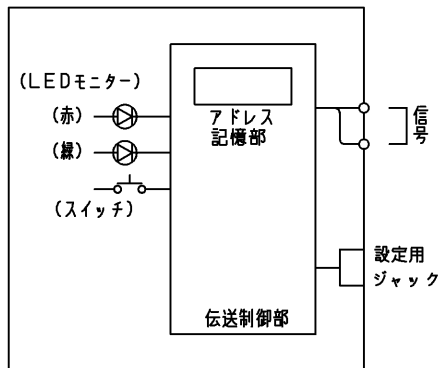 (LEDモニター)
(赤)
(緑)
(スイッチ)
アドレス
記憶部
伝送制御部
信号
設定用
ジャック